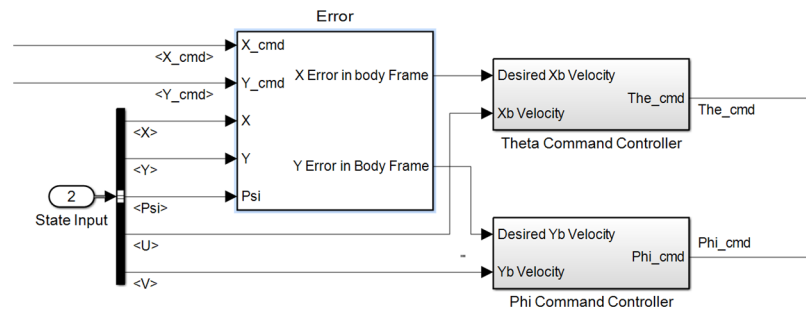 Error
<X_cmd>
X_cmd
<Y_cmd>
Y_cmd
<X>
X
<Y>
Y
<Psi>
Psi
X Error in body Frame
Y Error in Body Frame
2
State Input
<U>
<V>
Desired Xb Velocity
Xb Velocity
The_cmd
The_cmd
Theta Command Controller
Desired Yb Velocity
Yb Velocity
Phi_cmd
Phi_cmd
Phi Command Controller